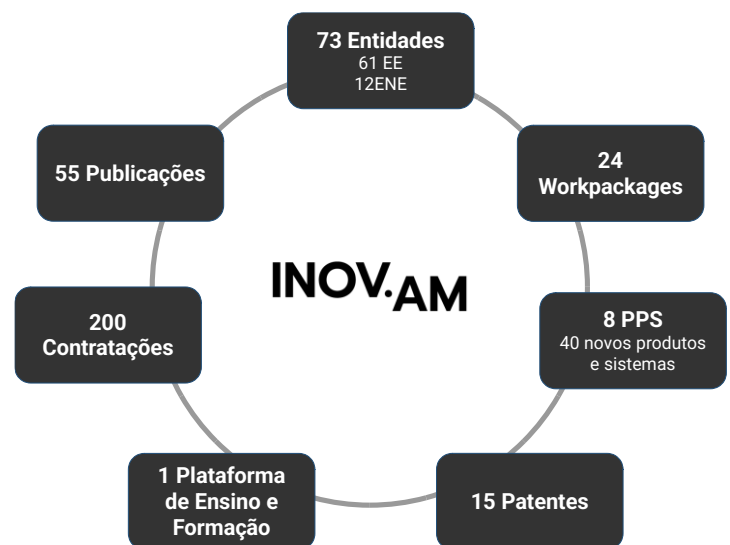 73 Entidades
61 EE
12ENE
24
Workpackages
8 PPS
40 novos produtos
e sistemas
15 Patentes
1 Plataforma
de Ensino e
Formação
200
Contratações
55 Publicações
INOV.AM